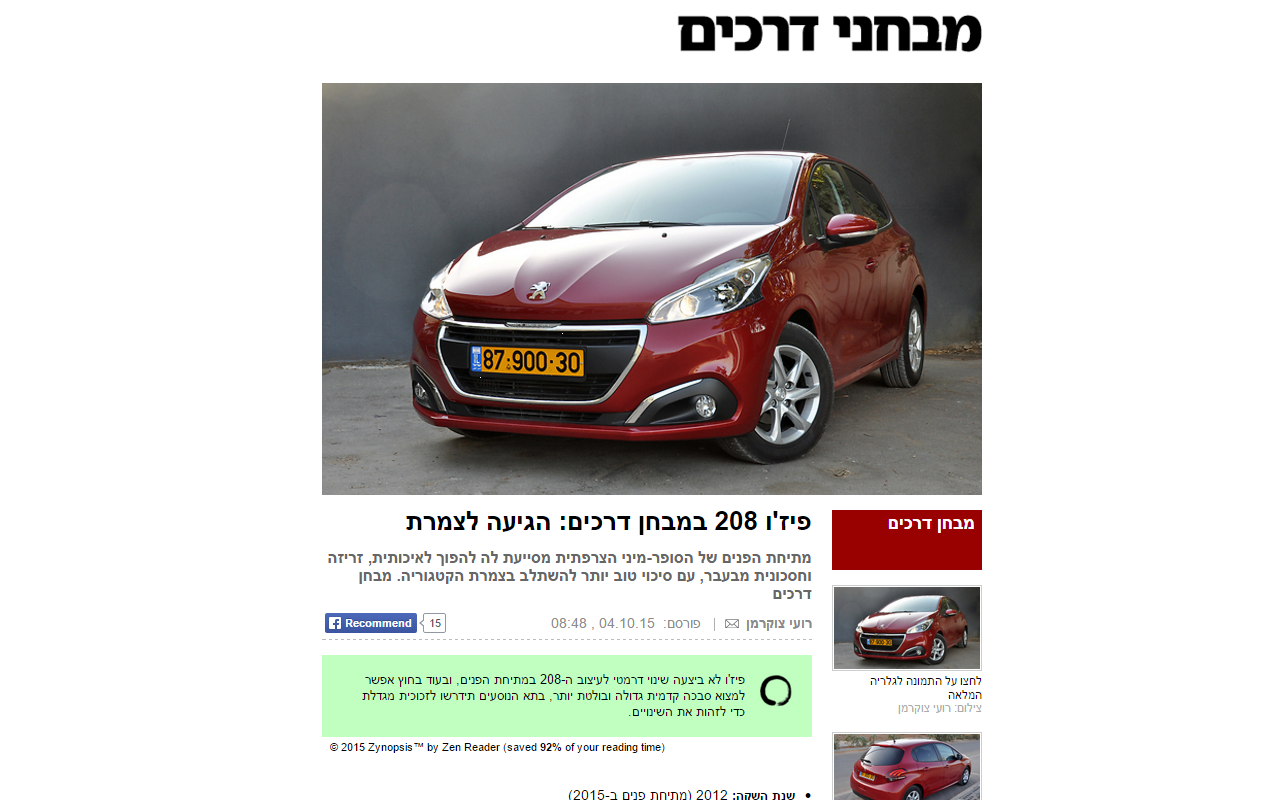 מבחני דרכים
87·900·30
פיז'ו 208 במבחן דרכים: הגיעה לצמרת
מתיחת הפנים של הסופר-מיני הצרפתית מסייעת לה להפוך לאיכותית, זריזה
וחסכונית מבעבר, עם סיכוי טוב יותר להשתלב בצמרת הקטגוריה. מבחן
דרכים
רועי צוקרמן | פורסם: 04.10.15 , 08:48
Recommend 15
פיז'ו לא ביצעה שינוי דרמטי לעיצוב ה-208 במתיחת הפנים, ובעוד בחוץ אפשר
למצוא סבכה קדמית גדולה ובולטת יותר, בתא הנוסעים תידרשו לזכוכית מגדלת
כדי לזהות את השינויים.
© 2015 Zynopsis™ by Zen Reader (saved 92% of your reading time)
• שנת השקה: 2012 (מתיחת פנים ב-2015)
מבחן דרכים
87 900 30
לחצו על התמונה לגלריה
המלאה
צילום: רועי צוקרמן